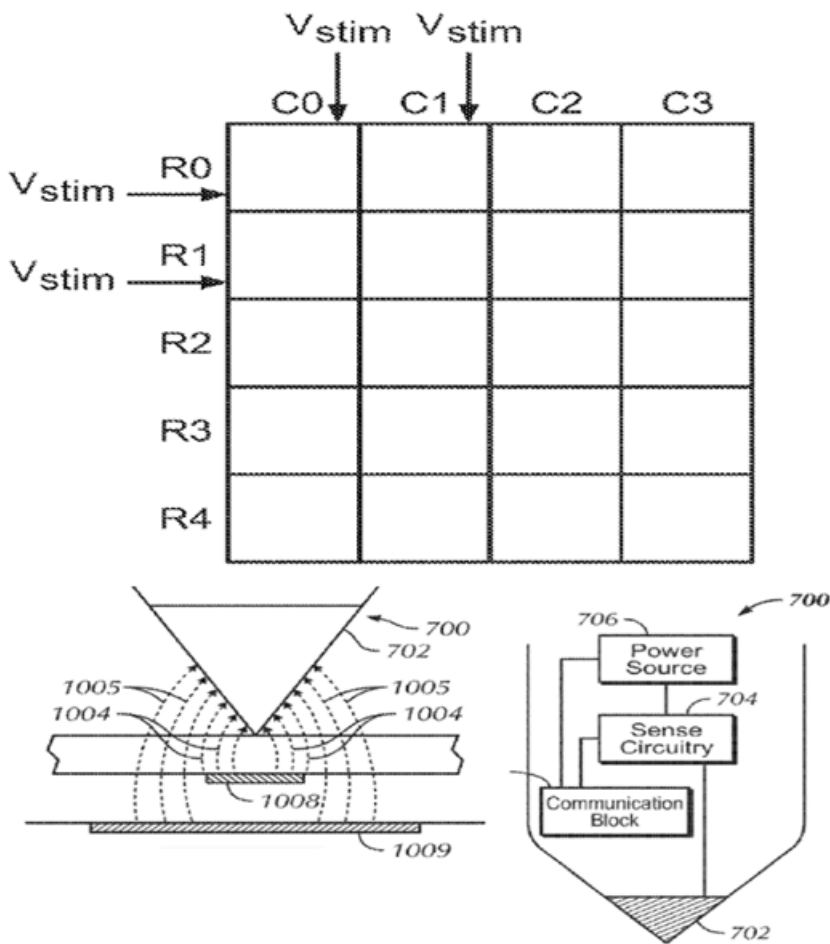 Vstim Vstim
C0 C1 C2 C3
Vstim R0
Vstim R1
R2
R3
R4
700
702
1005 1005
1004 1004
1008
1009
700
706
Power
Source
704
Sense
Circuitry
Communication
Block
702